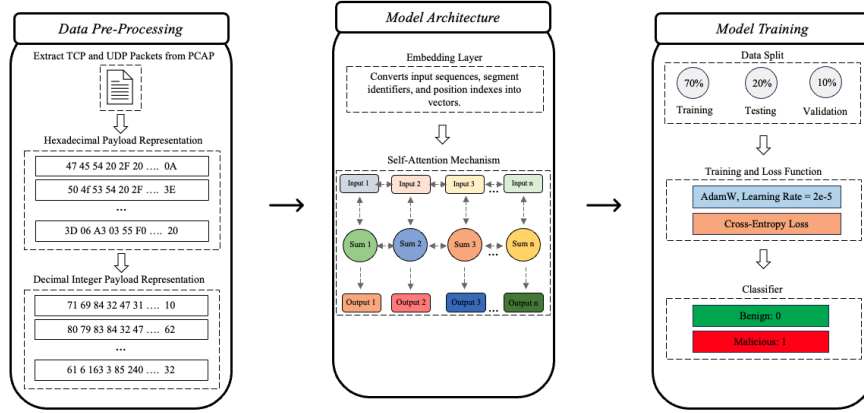 Data Pre-Processing
Extract TCP and UDP Packets from PCAP
Hexadecimal Payload Representation
47 45 54 20 2F 20 .... 0A
50 4f 53 54 20 2F .... 3E
...
3D 06 A3 03 55 F0 .... 20
Decimal Integer Payload Representation
71 69 84 32 47 31 .... 10
80 79 83 84 32 47 .... 62
...
61 6 163 3 85 240 .... 32
Model Architecture
Embedding Layer
Converts input sequences, segment
identifiers, and position indexes into
vectors.
Self-Attention Mechanism
Input 1 Input 2 Input 3 ... Input n
Sum 1 Sum 2 Sum 3 ... Sum n
Output 1 Output 2 Output 3 ... Output n
Model Training
Data Split
70% 20% 10%
Training Testing Validation
Training and Loss Function
AdamW, Learning Rate = 2e-5
Cross-Entropy Loss
Classifier
Benign: 0
Malicious: 1